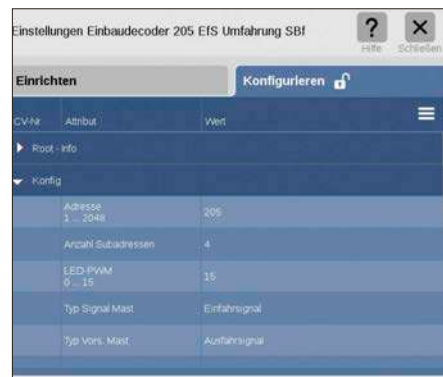 Einstellungen Einbaudecoder 205 EfS Umfahrung SBf
?
Hilfe
Schließen
Einrichten
Konfigurieren
CV-Nr Attribut Wert
Root - Info
Konfig
Adresse
1 ... 2048
205
Anzahl Subadressen 4
LED-PWM
0 ... 15
15
Typ Signal Mast Einfahrsignal
Typ Vors. Mast Ausfahrsignal